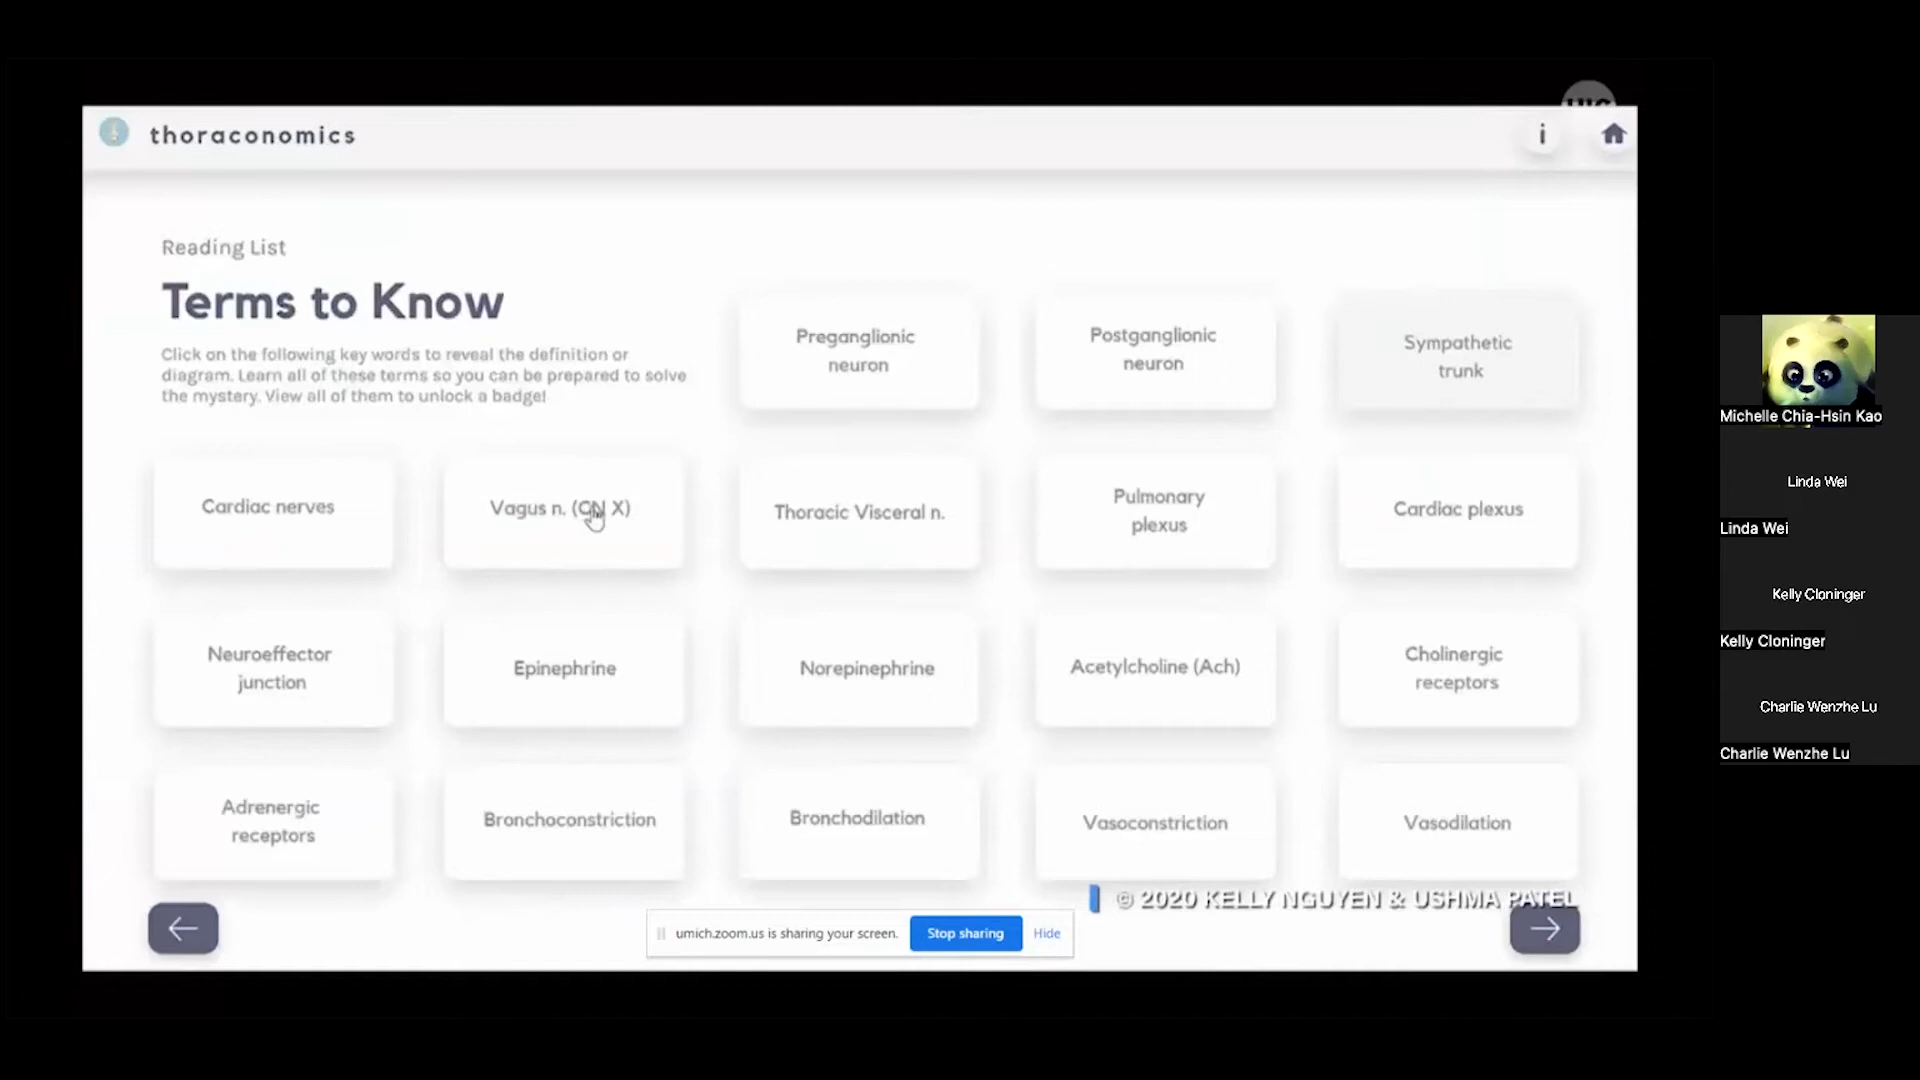 thoraconomics
i
Reading List
Terms to Know
Click on the following key words to reveal the definition or
diagram. Learn all of these terms so you can be prepared to solve
the mystery. View all of them to unlock a badge!
Preganglionic
neuron
Postganglionic
neuron
Sympathetic
trunk
Cardiac nerves
Vagus n. (CN X)
Thoracic Visceral n.
Pulmonary
plexus
Cardiac plexus
Neuroeffector
junction
Epinephrine
Norepinephrine
Acetylcholine (Ach)
Cholinergic
receptors
Adrenergic
receptors
Bronchoconstriction
Bronchodilation
Vasoconstriction
Vasodilation
© 2020 KELLY NGUYEN & USHMA PATEL
umich.zoom.us is sharing your screen.
Stop sharing
Hide
Michelle Chia-Hsin Kao
Linda Wei
Linda Wei
Kelly Cloninger
Kelly Cloninger
Charlie Wenzhe Lu
Charlie Wenzhe Lu